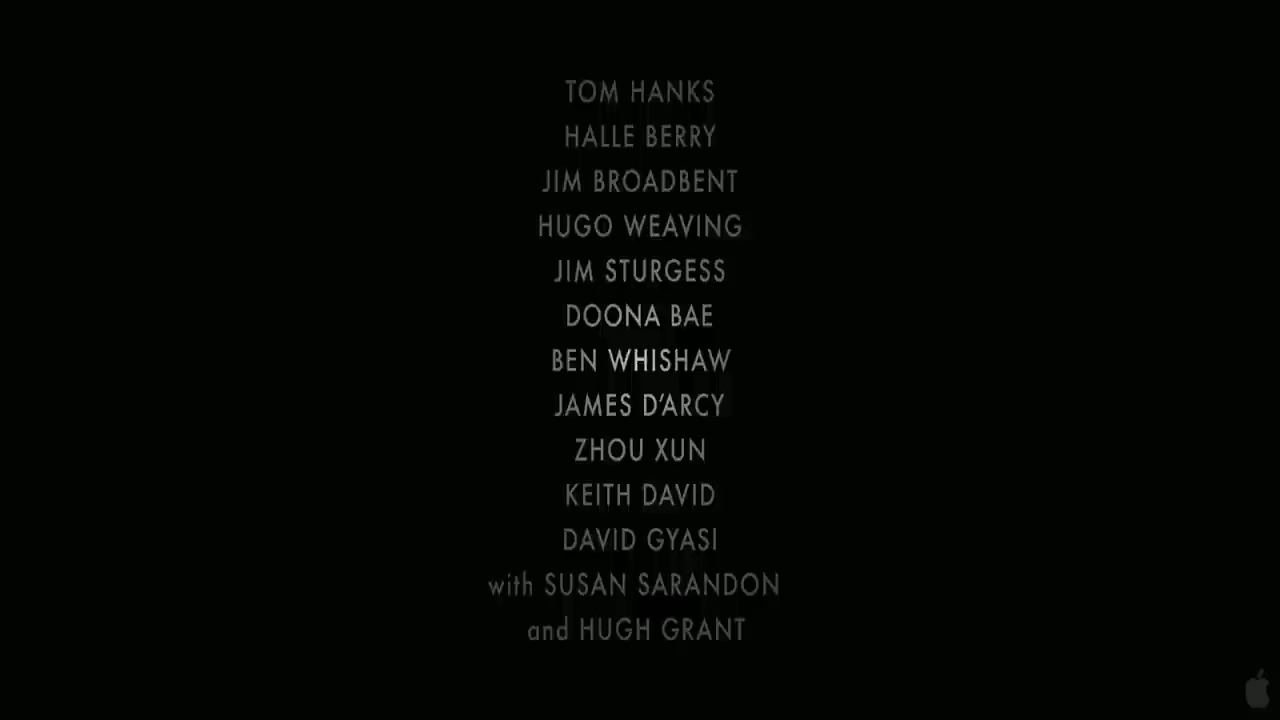 TOM HANKS
HALLE BERRY
JIM BROADBENT
HUGO WEAVING
JIM STURGESS
DOONA BAE
BEN WHISHAW
JAMES D'ARCY
ZHOU XUN
KEITH DAVID
DAVID GYASI
with SUSAN SARANDON
and HUGH GRANT